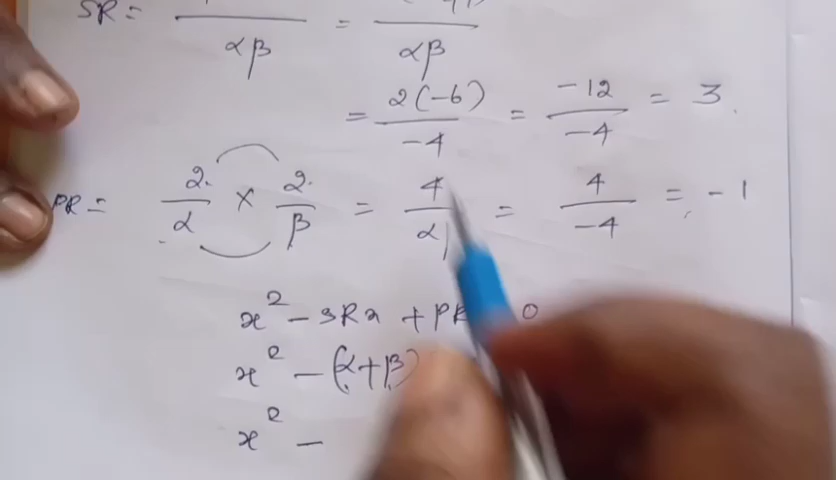 SR = ——— / αβ = ——— / αβ
= 2(-6) / -4 = -12 / -4 = 3
PR = 2/α × 2/β = 4/α = 4/-4 = -1
x² - SRx + PR 0
x² - (α+β)
x² -